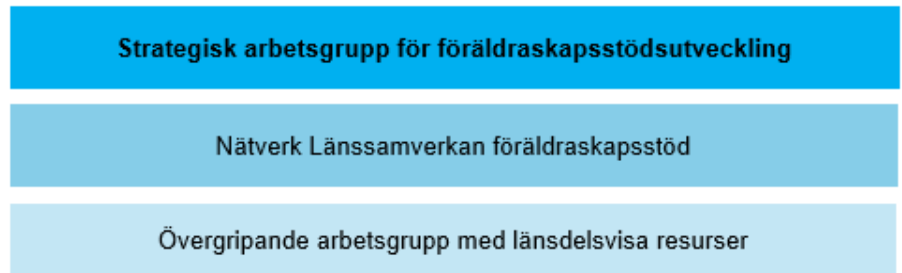 Strategisk arbetsgrupp för föräldraskapsstödsutveckling
Nätverk Länssamverkan föräldraskapsstöd
Övergripande arbetsgrupp med länsdelsvisa resurser